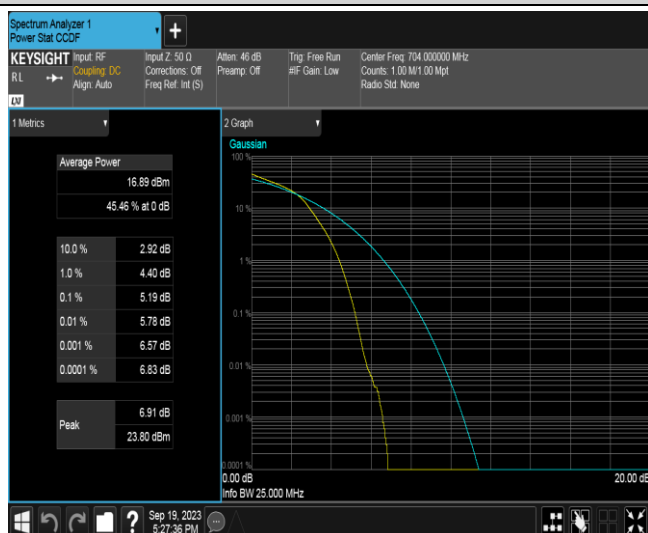 Spectrum Analyzer 1
Power Stat CCDF
+
KEYSIGHT Input: RF Input Z: 50 Ω Atten: 46 dB Trig: Free Run Center Freq: 704.000000 MHz
RL Coupling: DC Corrections: Off Preamp: Off #IF Gain: Low Counts: 1.00 M/1.00 Mpt
Align: Auto Freq Ref: Int (S) Radio Std: None
LXI
1 Metrics
Average Power
16.89 dBm
45.46 % at 0 dB
10.0 % 2.92 dB
1.0 % 4.40 dB
0.1 % 5.19 dB
0.01 % 5.78 dB
0.001 % 6.57 dB
0.0001 % 6.83 dB
Peak 6.91 dB
23.80 dBm
2 Graph
Gaussian
100 %
10 %
1 %
0.1 %
0.01 %
0.001 %
0.0001 %
0.00 dB 20.00 dB
Info BW 25.000 MHz
? Sep 19, 2023
5:27:36 PM